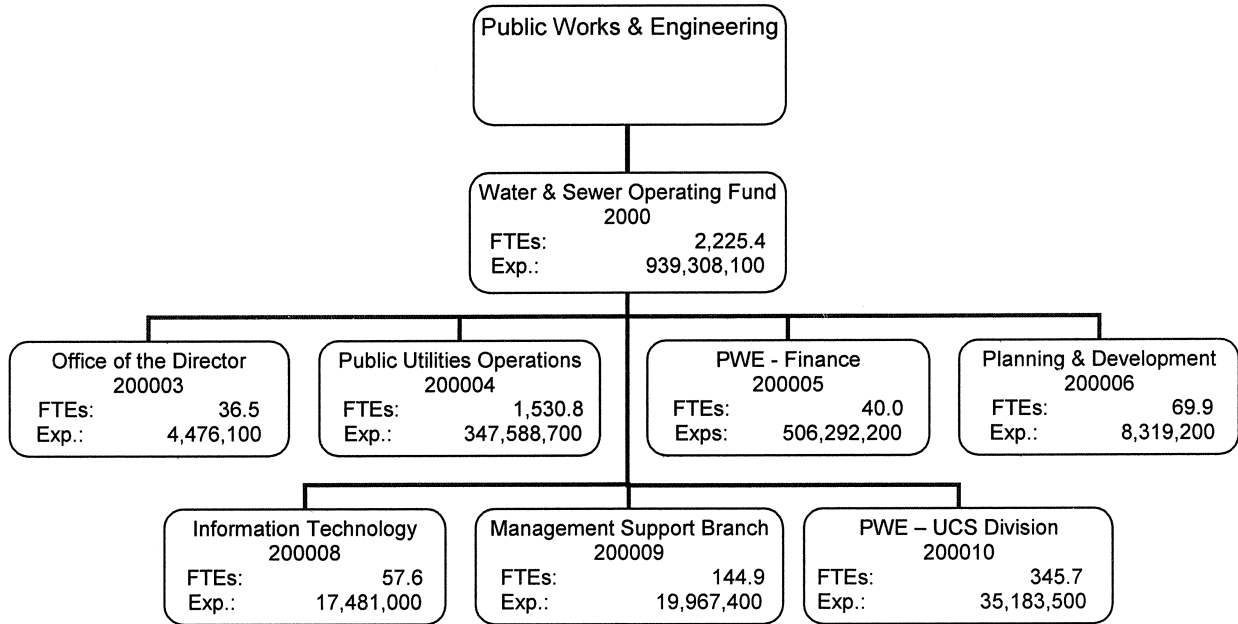 Public Works & Engineering
Water & Sewer Operating Fund
2000
FTEs: 2,225.4
Exp.: 939,308,100
Office of the Director
200003
FTEs: 36.5
Exp.: 4,476,100
Public Utilities Operations
200004
FTEs: 1,530.8
Exp.: 347,588,700
PWE - Finance
200005
FTEs: 40.0
Exps: 506,292,200
Planning & Development
200006
FTEs: 69.9
Exp.: 8,319,200
Information Technology
200008
FTEs: 57.6
Exp.: 17,481,000
Management Support Branch
200009
FTEs: 144.9
Exp.: 19,967,400
PWE – UCS Division
200010
FTEs: 345.7
Exp.: 35,183,500